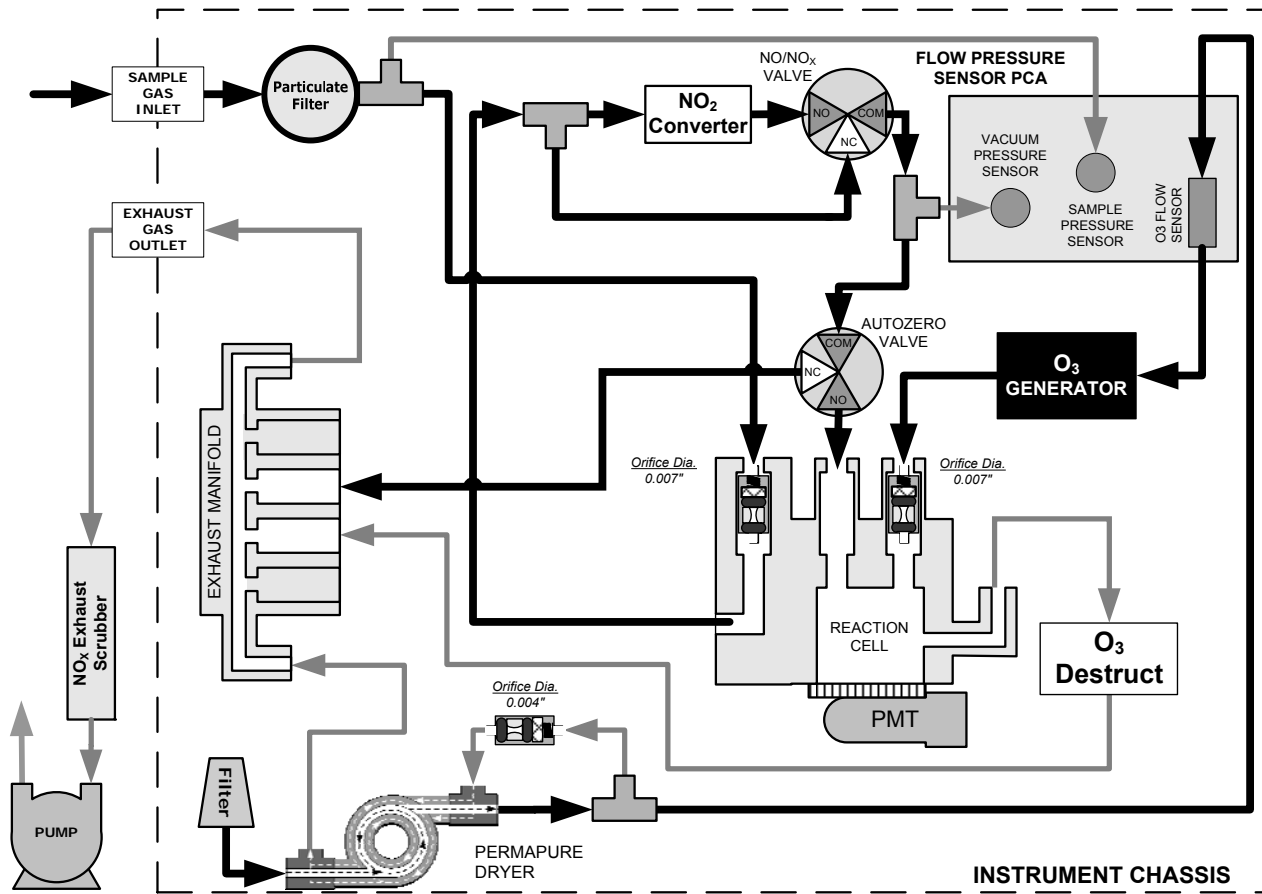 SAMPLE
GAS
INLET
Particulate
Filter
NO₂
Converter
NO/NOₓ
VALVE
NO
COM
NC
FLOW PRESSURE
SENSOR PCA
VACUUM
PRESSURE
SENSOR
SAMPLE
PRESSURE
SENSOR
O3 FLOW
SENSOR
EXHAUST
GAS
OUTLET
AUTOZERO
VALVE
COM
NC
NO
O₃
GENERATOR
EXHAUST MANIFOLD
Orifice Dia.
0.007"
Orifice Dia.
0.007"
NOₓ Exhaust
Scrubber
REACTION
CELL
O₃
Destruct
PMT
Orifice Dia.
0.004"
Filter
PUMP
PERMAPURE
DRYER
INSTRUMENT CHASSIS